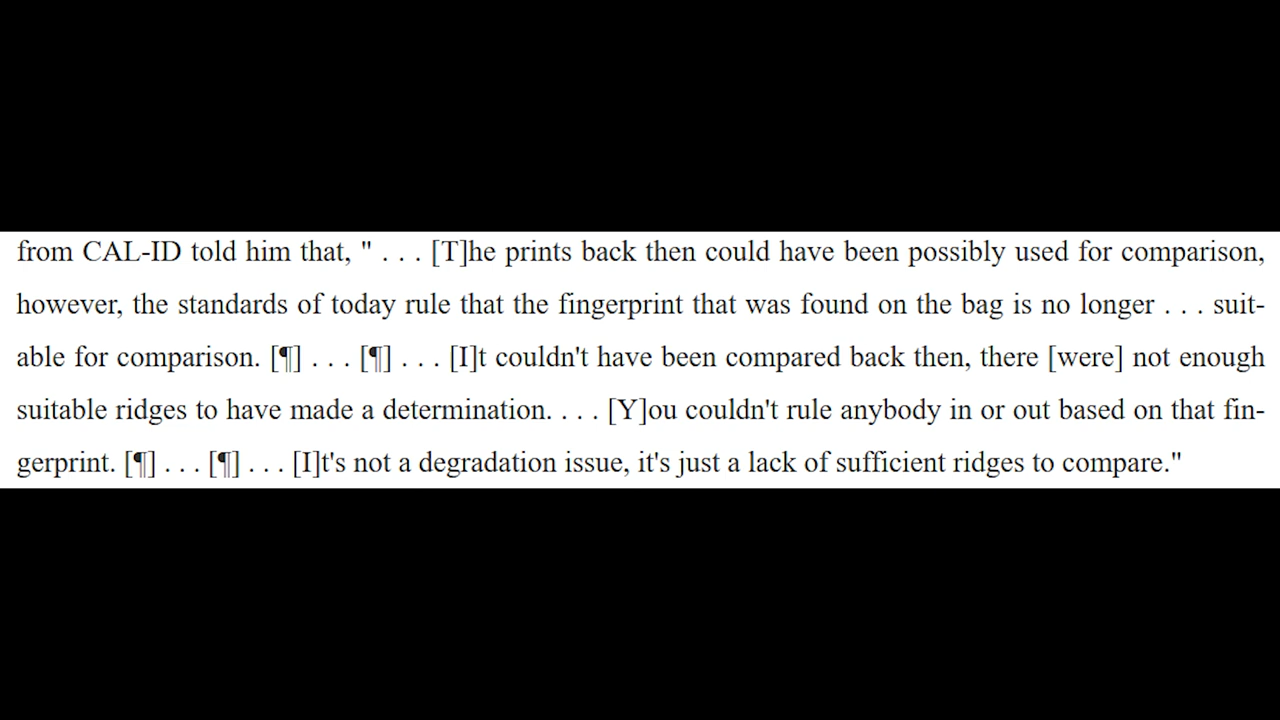 from CAL-ID told him that, " . . . [T]he prints back then could have been possibly used for comparison,
however, the standards of today rule that the fingerprint that was found on the bag is no longer . . . suit-
able for comparison. [¶] . . . [¶] . . . [I]t couldn't have been compared back then, there [were] not enough
suitable ridges to have made a determination. . . . [Y]ou couldn't rule anybody in or out based on that fin-
gerprint. [¶] . . . [¶] . . . [I]t's not a degradation issue, it's just a lack of sufficient ridges to compare."